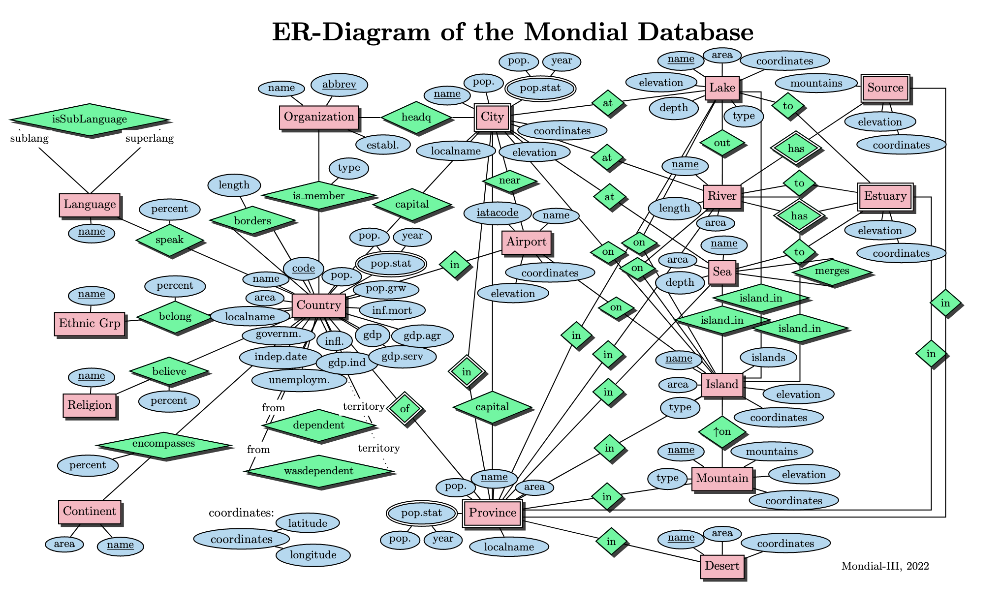 ER-Diagram of the Mondial Database
pop.
year
name
area
coordinates
name
abbrev
pop.
pop.stat
elevation
Lake
mountains
Source
name
at
to
isSubLanguage
Organization
headq
City
depth
type
elevation
sublang
superlang
establ.
coordinates
out
has
coordinates
localname
elevation
at
name
type
near
to
length
is_member
capital
at
River
Estuary
Language
percent
borders
iatacode
name
length
has
area
elevation
name
speak
pop.
year
Airport
on
name
on
to
coordinates
code
pop.stat
in
area
on
Sea
merges
name
pop.
coordinates
depth
percent
pop.grw
elevation
name
area
Country
inf.mort
on
island_in
in
Ethnic Grp
belong
localname
island_in
island_in
governm.
infl.
gdp
gdp.agr
in
indep.date
gdp.ind
gdp.serv
in
name
islands
in
name
believe
unemploym.
in
area
Island
in
elevation
Religion
percent
from
territory
of
capital
type
coordinates
dependent
↑on
encompasses
from
territory
in
name
mountains
percent
wasdependent
type
Mountain
elevation
pop.
name
area
in
coordinates
Continent
coordinates:
pop.stat
Province
latitude
area
name
coordinates
pop.
year
localname
in
name
area
coordinates
longitude
Desert
Mondial-III, 2022